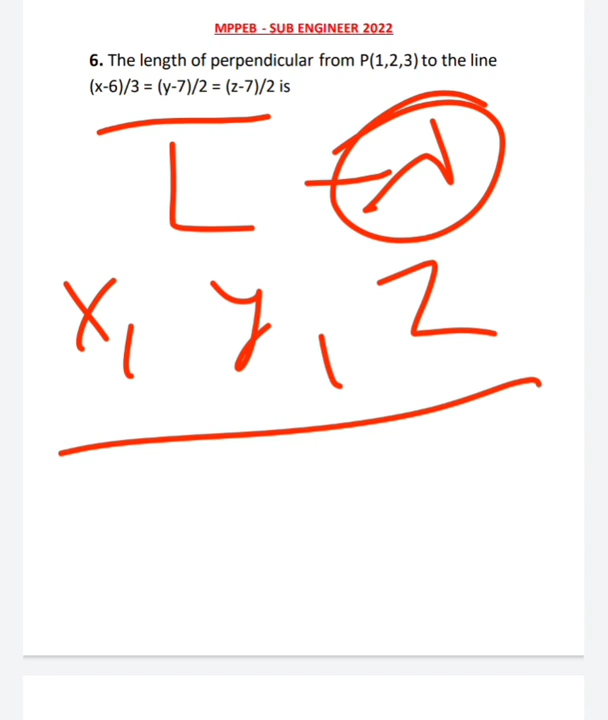 MPPEB - SUB ENGINEER 2022
6. The length of perpendicular from P(1,2,3) to the line
(x-6)/3 = (y-7)/2 = (z-7)/2 is
x, y, z